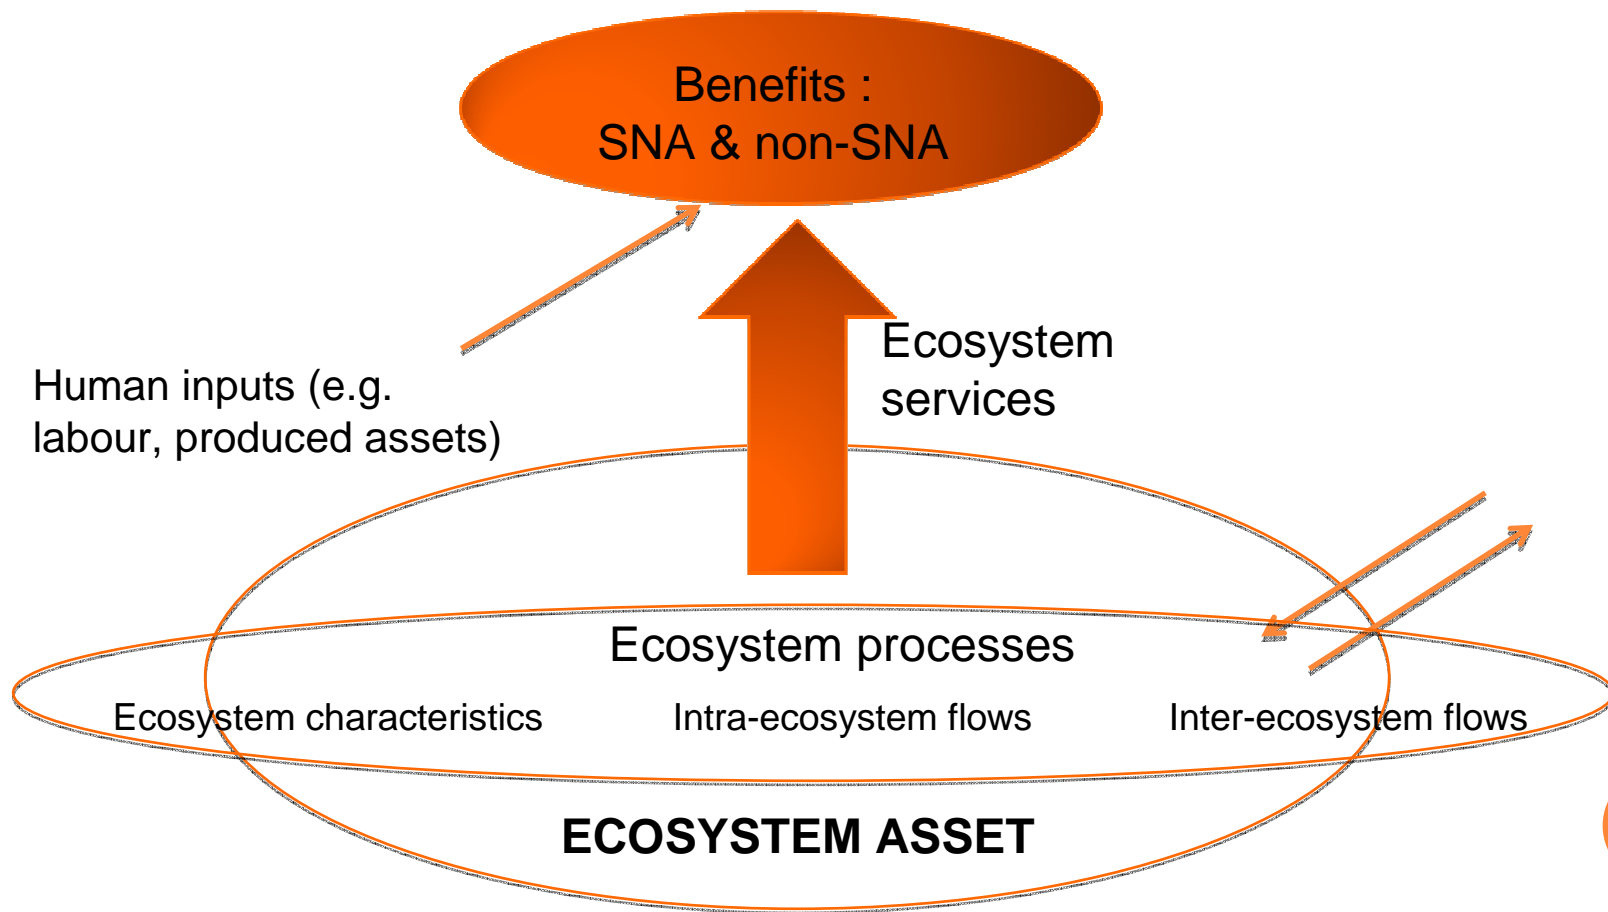 Benefits :
SNA & non-SNA
Ecosystem
services
Human inputs (e.g.
labour, produced assets)
Ecosystem processes
Ecosystem characteristics
Intra-ecosystem flows
Inter-ecosystem flows
ECOSYSTEM ASSET